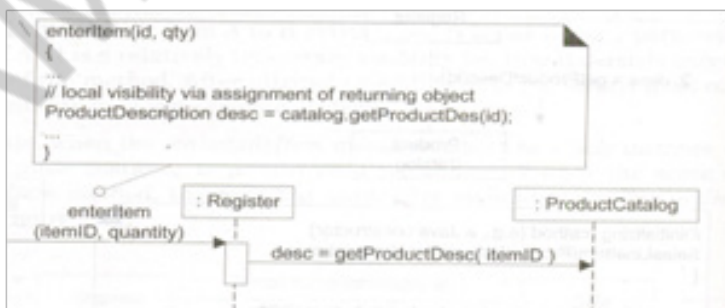 enterItem(id, qty)
{
...
// local visibility via assignment of returning object
ProductDescription desc = catalog.getProductDes(id);
...
}
enterItem
(itemID, quantity)
: Register
: ProductCatalog
desc = getProductDesc( itemID )